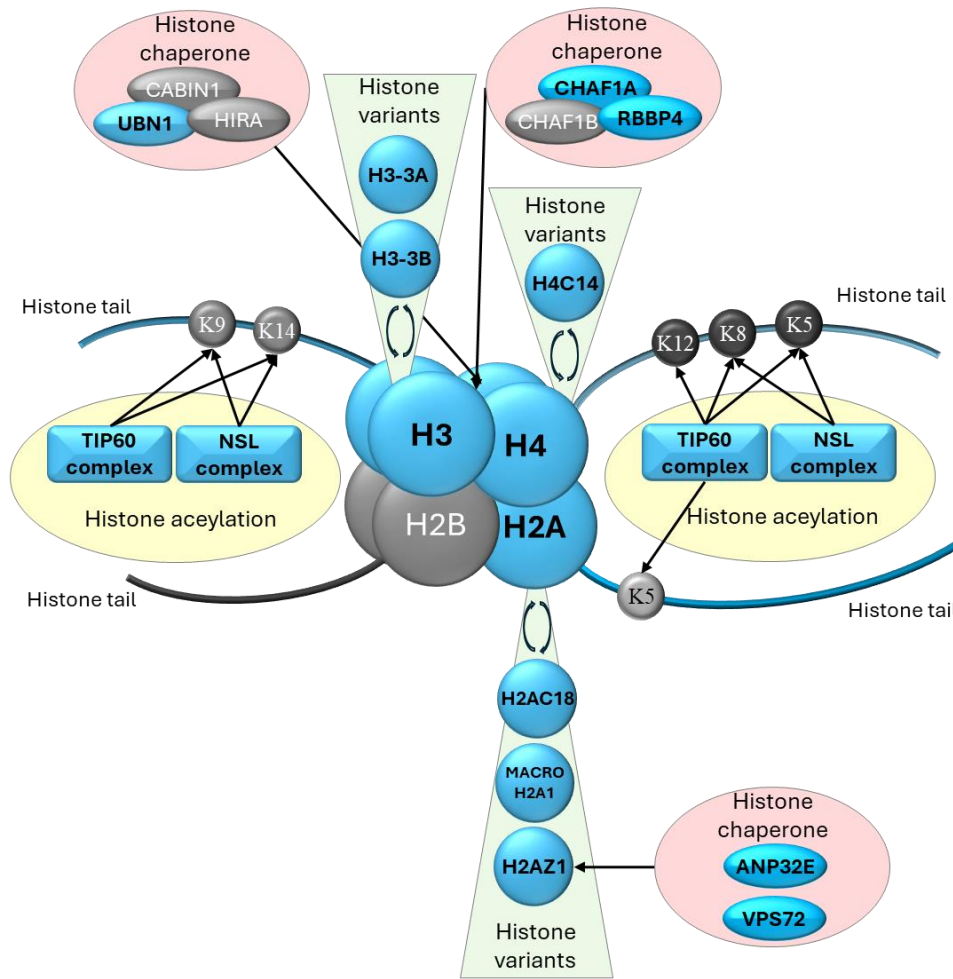 Histone
chaperone
CABIN1
UBN1
HIRA
Histone
variants
H3-3A
H3-3B
Histone
chaperone
CHAF1A
CHAF1B
RBBP4
Histone
variants
H4C14
Histone tail
K9
K14
TIP60
complex
NSL
complex
Histone aceylation
Histone tail
H3
H4
H2B
H2A
Histone tail
K12
K8
K5
TIP60
complex
NSL
complex
Histone aceylation
K5
Histone tail
H2AC18
MACRO
H2A1
H2AZ1
Histone
variants
Histone
chaperone
ANP32E
VPS72